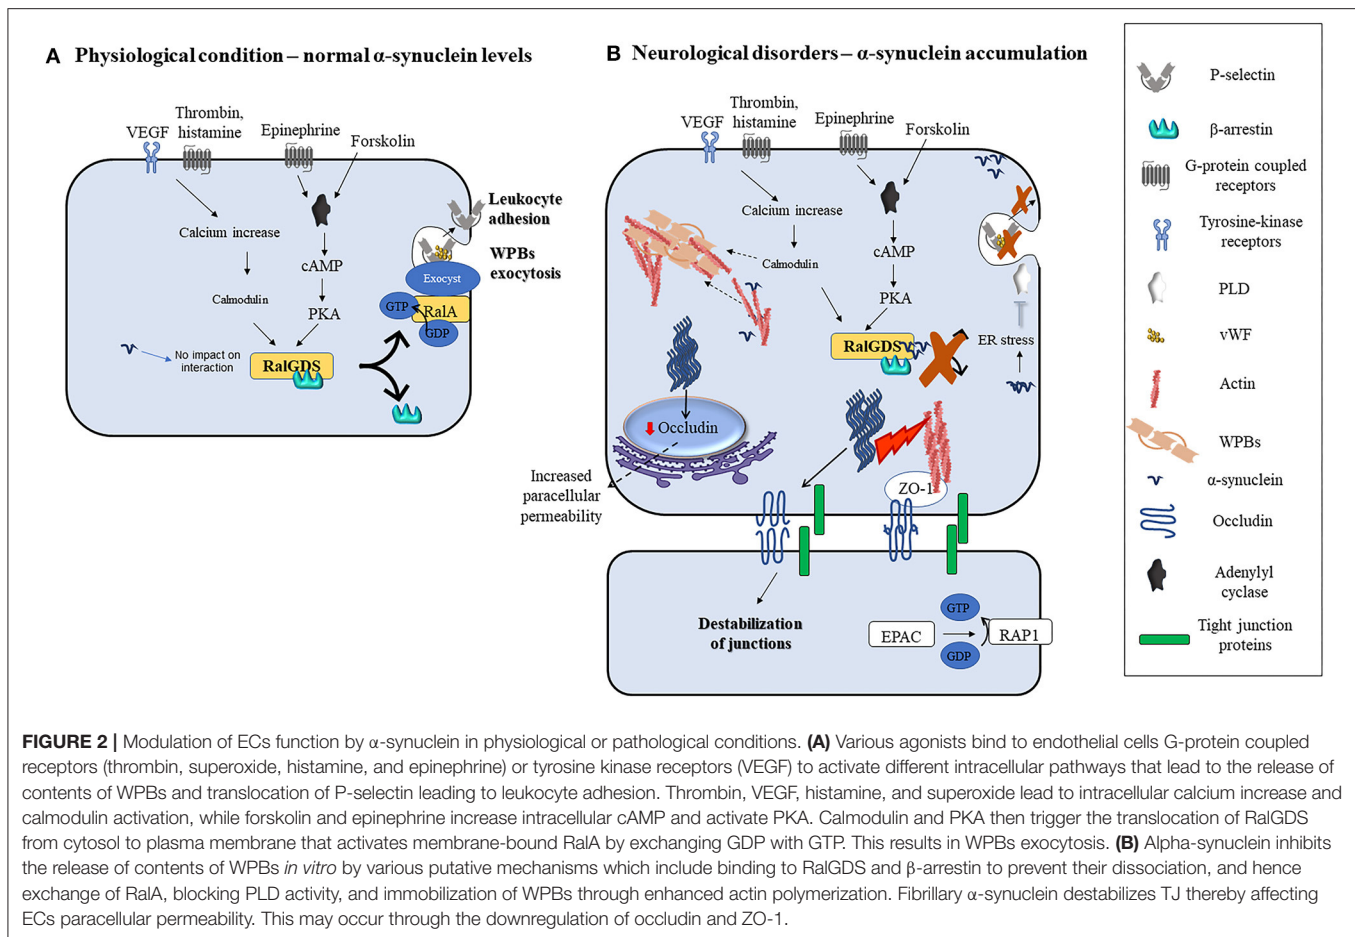 A Physiological condition – normal α-synuclein levels
VEGF
Thrombin,
histamine
Epinephrine
Forskolin
Leukocyte
adhesion
Calcium increase
WPBs
exocytosis
cAMP
Exocyst
Calmodulin
PKA
GTP
RalA
GDP
No impact on
interaction
RalGDS
B Neurological disorders – α-synuclein accumulation
VEGF
Thrombin,
histamine
Epinephrine
Forskolin
Calcium increase
cAMP
Calmodulin
PKA
RalGDS
ER stress
Occludin
Increased
paracellular
permeability
ZO-1
Destabilization
of junctions
EPAC
GTP
GDP
RAP1
P-selectin
β-arrestin
G-protein coupled
receptors
Tyrosine-kinase
receptors
PLD
vWF
Actin
WPBs
α-synuclein
Occludin
Adenylyl
cyclase
Tight junction
proteins
FIGURE 2 | Modulation of ECs function by α-synuclein in physiological or pathological conditions. (A) Various agonists bind to endothelial cells G-protein coupled
receptors (thrombin, superoxide, histamine, and epinephrine) or tyrosine kinase receptors (VEGF) to activate different intracellular pathways that lead to the release of
contents of WPBs and translocation of P-selectin leading to leukocyte adhesion. Thrombin, VEGF, histamine, and superoxide lead to intracellular calcium increase and
calmodulin activation, while forskolin and epinephrine increase intracellular cAMP and activate PKA. Calmodulin and PKA then trigger the translocation of RalGDS
from cytosol to plasma membrane that activates membrane-bound RalA by exchanging GDP with GTP. This results in WPBs exocytosis. (B) Alpha-synuclein inhibits
the release of contents of WPBs in vitro by various putative mechanisms which include binding to RalGDS and β-arrestin to prevent their dissociation, and hence
exchange of RalA, blocking PLD activity, and immobilization of WPBs through enhanced actin polymerization. Fibrillary α-synuclein destabilizes TJ thereby affecting
ECs paracellular permeability. This may occur through the downregulation of occludin and ZO-1.